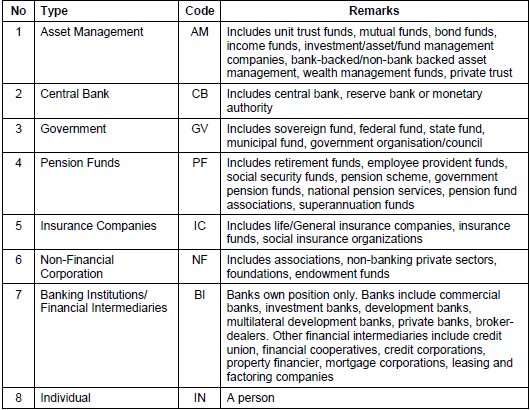 No Type Code Remarks
1 Asset Management AM Includes unit trust funds, mutual funds, bond funds,
income funds, investment/asset/fund management
companies, bank-backed/non-bank backed asset
management, wealth management funds, private trust
2 Central Bank CB Includes central bank, reserve bank or monetary
authority
3 Government GV Includes sovereign fund, federal fund, state fund,
municipal fund, government organisation/council
4 Pension Funds PF Includes retirement funds, employee provident funds,
social security funds, pension scheme, government
pension funds, national pension services, pension fund
associations, superannuation funds
5 Insurance Companies IC Includes life/General insurance companies, insurance
funds, social insurance organizations
6 Non-Financial NF Includes associations, non-banking private sectors,
Corporation foundations, endowment funds
7 Banking Institutions/ BI Banks own position only. Banks include commercial
Financial Intermediaries banks, investment banks, development banks,
multilateral development banks, private banks, broker-
dealers. Other financial intermediaries include credit
union, financial cooperatives, credit corporations,
property financier, mortgage corporations, leasing and
factoring companies
8 Individual IN A person